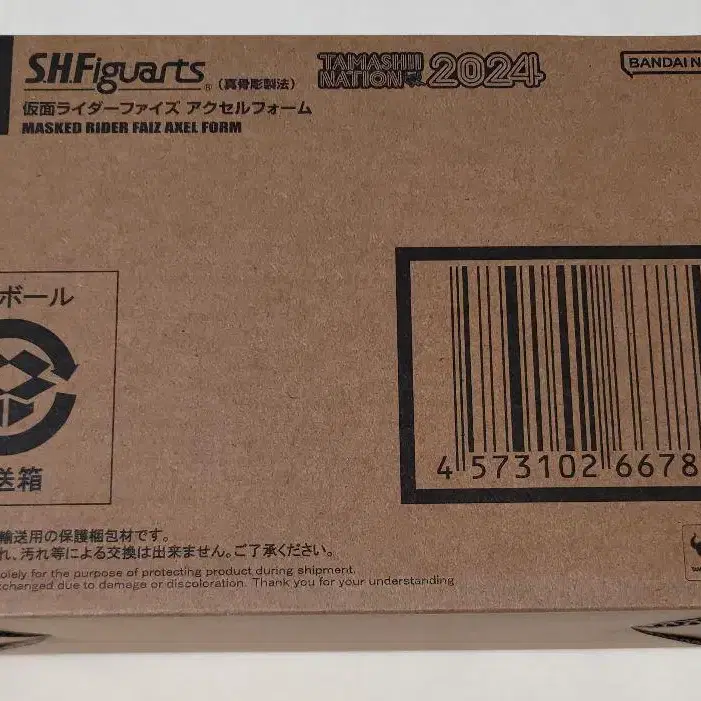 S.H.Figuarts® (真骨彫製法)
TAMASHII NATION 2024
BANDAI
仮面ライダーファイズ アクセルフォーム
MASKED RIDER FAIZ AXEL FORM
ボール
送箱
4 573102 6678
輸送用の保護梱包材です。
れ、汚れ等による交換は出来ません。ご了承ください。
olely for the purpose of protecting product during shipment.
changed due to damage or discoloration. Thank you for your understanding